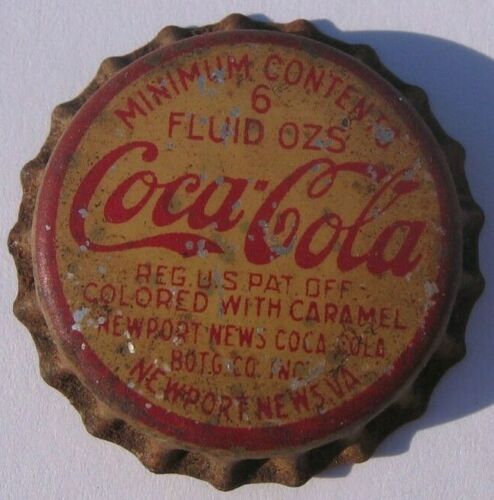 MINIMUM CONTENTS
6
FLUID OZS
Coca-Cola
REG. U.S. PAT. OFF
COLORED WITH CARAMEL
NEWPORT NEWS COCA COLA
BOTG. CO. INC.
NEWPORT NEWS VA